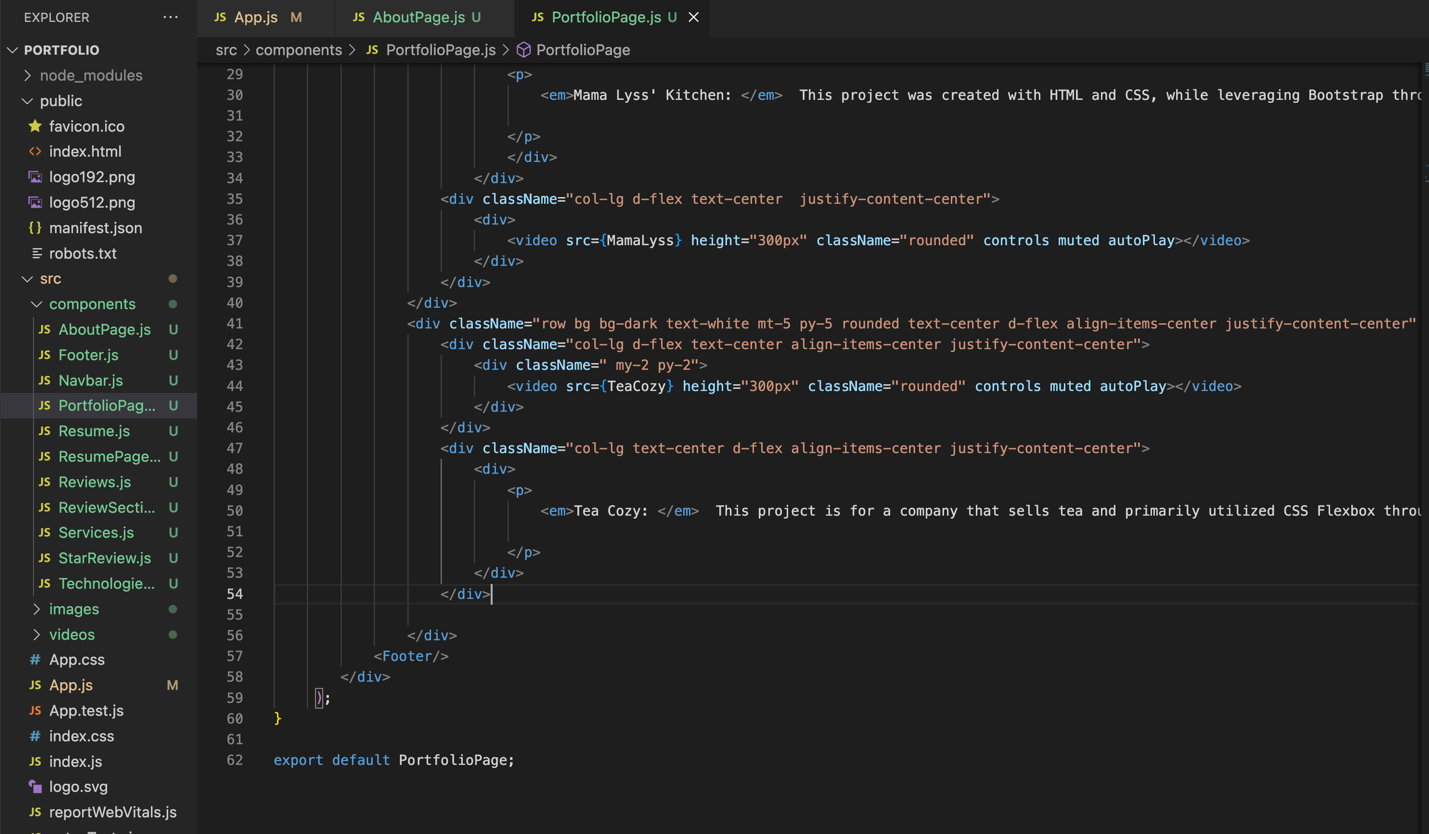 EXPLORER ···
PORTFOLIO
node_modules
public
favicon.ico
index.html
logo192.png
logo512.png
{} manifest.json
robots.txt
src
components
JS AboutPage.js U
JS Footer.js U
JS Navbar.js U
JS PortfolioPag... U
JS Resume.js U
JS ResumePage... U
JS Reviews.js U
JS ReviewSecti... U
JS Services.js U
JS StarReview.js U
JS Technologie... U
images
videos
# App.css
JS App.js M
JS App.test.js
# index.css
JS index.js
logo.svg
JS reportWebVitals.js
JS App.js M JS AboutPage.js U JS PortfolioPage.js U
src > components > JS PortfolioPage.js > PortfolioPage
29 <p>
30 <em>Mama Lyss' Kitchen: </em>  This project was created with HTML and CSS, while leveraging Bootstrap thro
31
32 </p>
33 </div>
34 </div>
35 <div className="col-lg d-flex text-center  justify-content-center">
36 <div>
37 <video src={MamaLyss} height="300px" className="rounded" controls muted autoPlay></video>
38 </div>
39 </div>
40 </div>
41 <div className="row bg bg-dark text-white mt-5 py-5 rounded text-center d-flex align-items-center justify-content-center"
42 <div className="col-lg d-flex text-center align-items-center justify-content-center">
43 <div className=" my-2 py-2">
44 <video src={TeaCozy} height="300px" className="rounded" controls muted autoPlay></video>
45 </div>
46 </div>
47 <div className="col-lg text-center d-flex align-items-center justify-content-center">
48 <div>
49 <p>
50 <em>Tea Cozy: </em>  This project is for a company that sells tea and primarily utilized CSS Flexbox throu
51
52 </p>
53 </div>
54 </div>
55
56 </div>
57 <Footer/>
58 </div>
59 );
60 }
61
62 export default PortfolioPage;